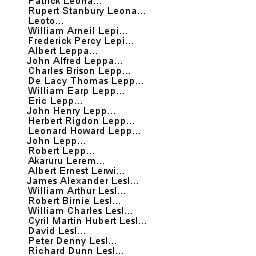 Patrick Leona...
Rupert Stanbury Leona...
Leoto...
William Arneil Lepi...
Frederick Percy Lepi...
Albert Leppa...
John Alfred Leppa...
Charles Brison Lepp...
De Lacy Thomas Lepp...
William Earp Lepp...
Eric Lepp...
John Henry Lepp...
Herbert Rigdon Lepp...
Leonard Howard Lepp...
John Lepp...
Robert Lepp...
Akaruru Lerem...
Albert Ernest Lerwi...
James Alexander Lesl...
William Arthur Lesl...
Robert Birnie Lesl...
William Charles Lesl...
Cyril Martin Hubert Lesl...
David Lesl...
Peter Denny Lesl...
Richard Dunn Lesl...